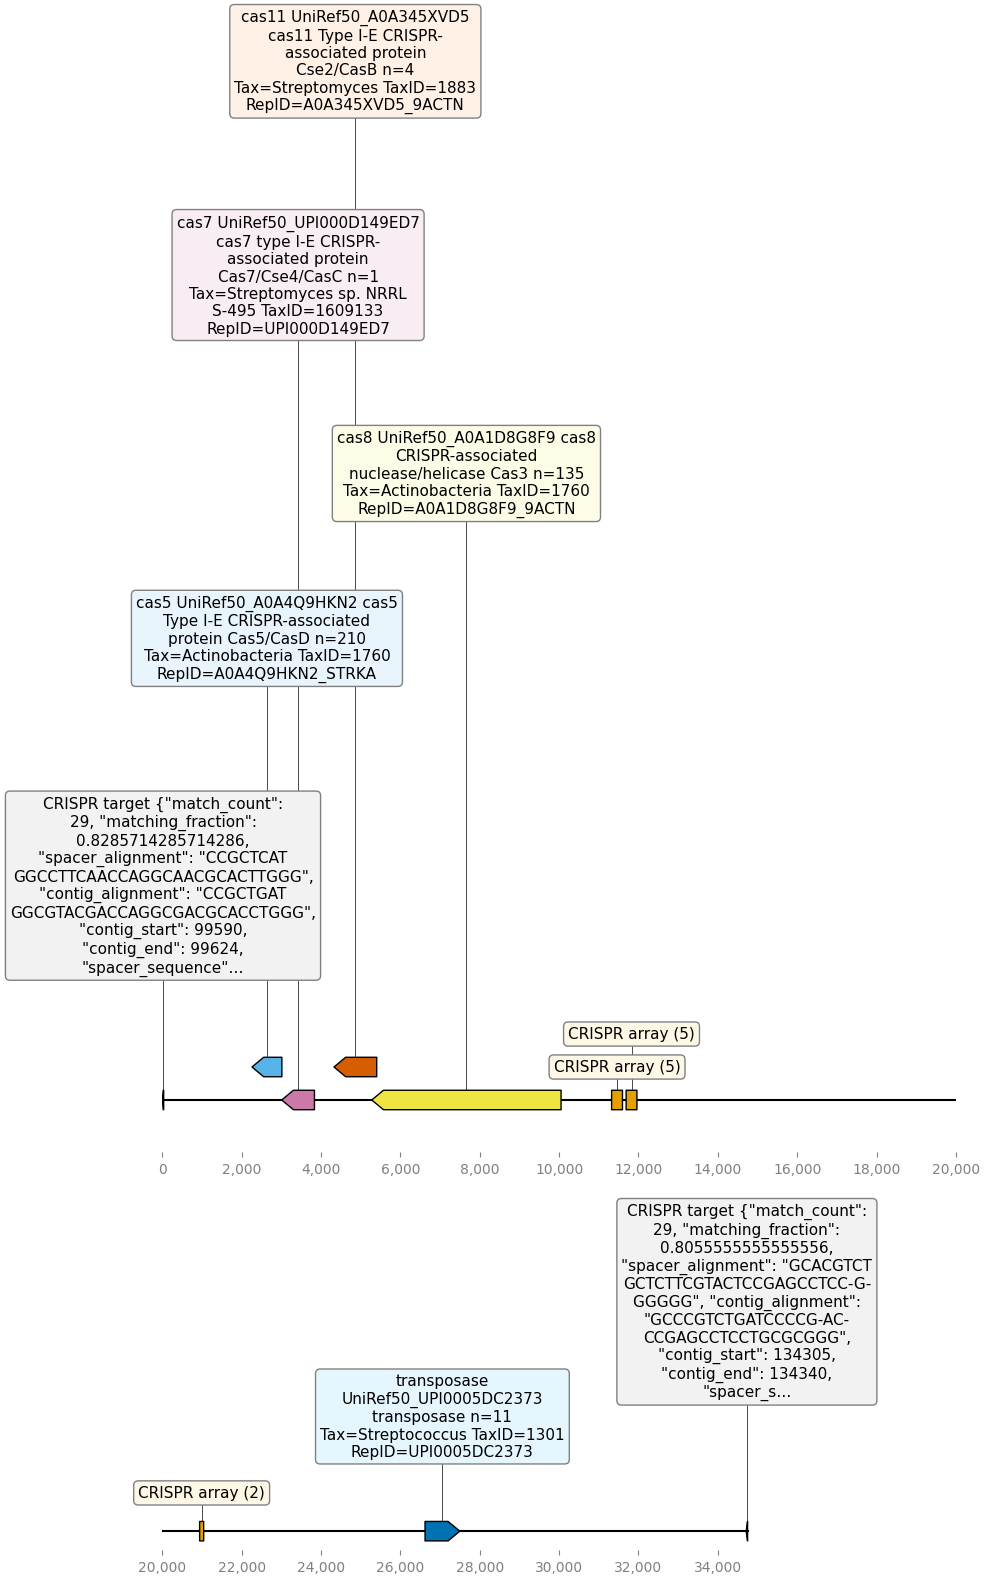 cas11 UniRef50_A0A345XVD5
cas11 Type I-E CRISPR-
associated protein
Cse2/CasB n=4
Tax=Streptomyces TaxID=1883
RepID=A0A345XVD5_9ACTN
cas7 UniRef50_UPI000D149ED7
cas7 type I-E CRISPR-
associated protein
Cas7/Cse4/CasC n=1
Tax=Streptomyces sp. NRRL
S-495 TaxID=1609133
RepID=UPI000D149ED7
cas8 UniRef50_A0A1D8G8F9 cas8
CRISPR-associated
nuclease/helicase Cas3 n=135
Tax=Actinobacteria TaxID=1760
RepID=A0A1D8G8F9_9ACTN
cas5 UniRef50_A0A4Q9HKN2 cas5
Type I-E CRISPR-associated
protein Cas5/CasD n=210
Tax=Actinobacteria TaxID=1760
RepID=A0A4Q9HKN2_STRKA
CRISPR target {"match_count":
29, "matching_fraction":
0.8285714285714286,
"spacer_alignment": "CCGCTCAT
GGCCTTCAACCAGGCAACGCACTTGGG",
"contig_alignment": "CCGCTGAT
GGCGTACGACCAGGCGACGCACCTGGG",
"contig_start": 99590,
"contig_end": 99624,
"spacer_sequence"...
CRISPR array (5)
CRISPR array (5)
0 2,000 4,000 6,000 8,000 10,000 12,000 14,000 16,000 18,000 20,000
CRISPR target {"match_count":
29, "matching_fraction":
0.8055555555555556,
"spacer_alignment": "GCACGTCT
GCTCTTCGTACTCCGAGCCTCC-G-
GGGGG", "contig_alignment":
"GCCCGTCTGATCCCCG-AC-
CCGAGCCTCCTGCGCGGG",
"contig_start": 134305,
"contig_end": 134340,
"spacer_s...
transposase
UniRef50_UPI0005DC2373
transposase n=11
Tax=Streptococcus TaxID=1301
RepID=UPI0005DC2373
CRISPR array (2)
20,000 22,000 24,000 26,000 28,000 30,000 32,000 34,000